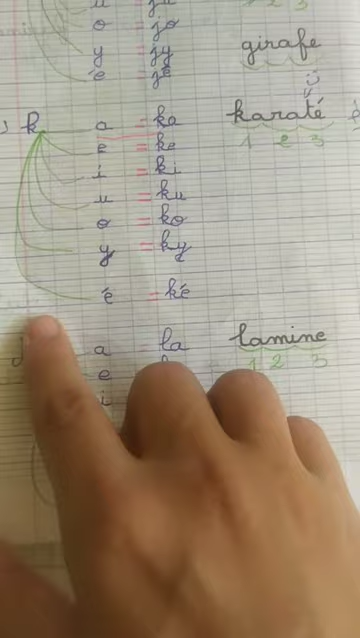 o = jo
y = jy girafe
é = jé
k a = ka karaté
1 2 3
e = ke
i = ki
u = ku
o = ko
y = ky
é = ké
a = la lamine
1 2 3
e
i